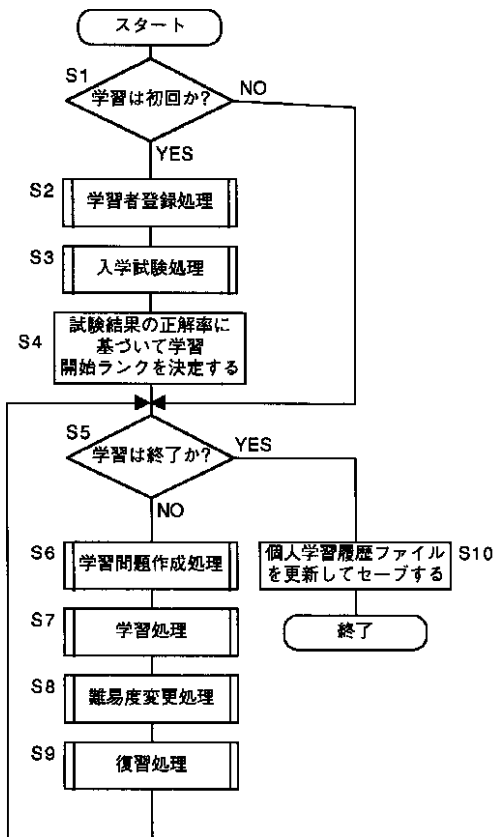 スタート
S1
学習は初回か?
NO
YES
S2
学習者登録処理
S3
入学試験処理
S4
試験結果の正解率に
基づいて学習
開始ランクを決定する
S5
学習は終了か?
YES
NO
S6
学習問題作成処理
個人学習履歴ファイル
を更新してセーブする
S10
S7
学習処理
終了
S8
難易度変更処理
S9
復習処理